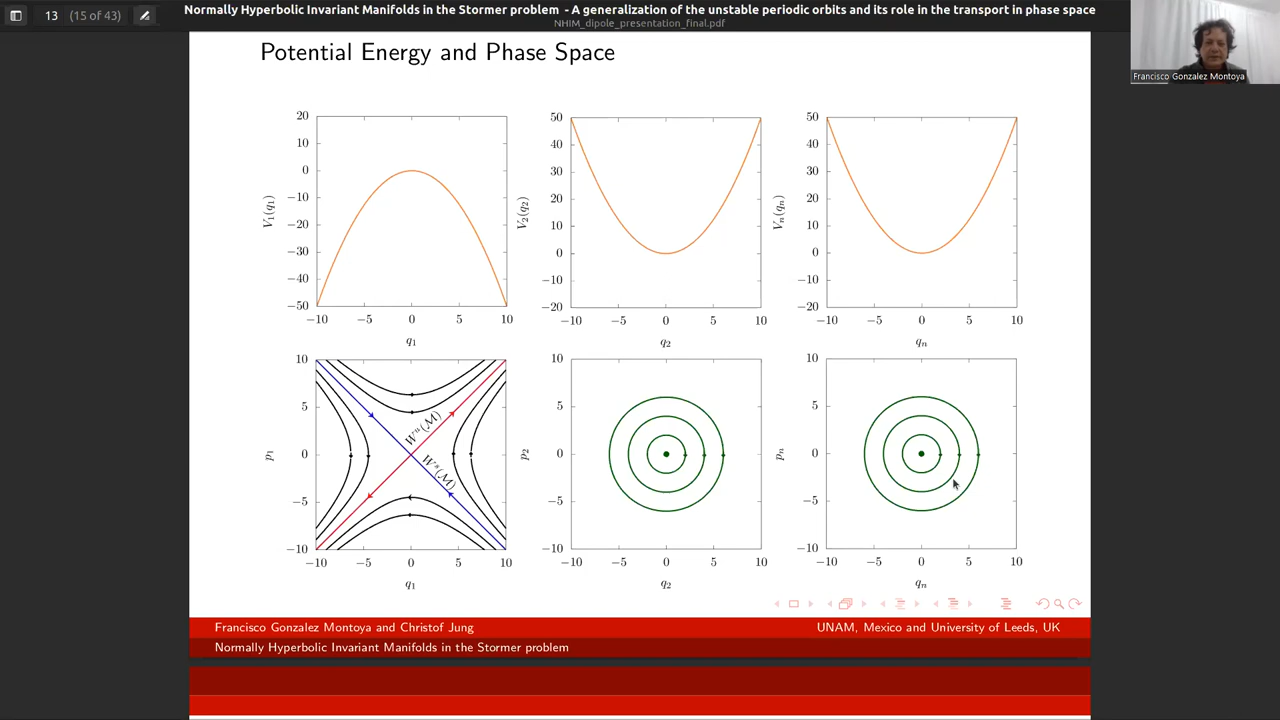 13 (15 of 43)
Normally Hyperbolic Invariant Manifolds in the Stormer problem - A generalization of the unstable periodic orbits and its role in the transport in phase space
NHIM_dipole_presentation_final.pdf
Francisco Gonzalez Montoya
Potential Energy and Phase Space
20
10
0
−10
−20
−30
−40
−50
V₁(q₁)
−10 −5 0 5 10
q₁
50
40
30
20
10
0
−10
−20
V₂(q₂)
−10 −5 0 5 10
q₂
50
40
30
20
10
0
−10
−20
Vₙ(qₙ)
−10 −5 0 5 10
qₙ
10
5
0
−5
−10
p₁
Wᵘ(M)
Wˢ(M)
−10 −5 0 5 10
q₁
10
5
0
−5
−10
p₂
−10 −5 0 5 10
q₂
10
5
0
−5
−10
pₙ
−10 −5 0 5 10
qₙ
Francisco Gonzalez Montoya and Christof Jung
UNAM, Mexico and University of Leeds, UK
Normally Hyperbolic Invariant Manifolds in the Stormer problem